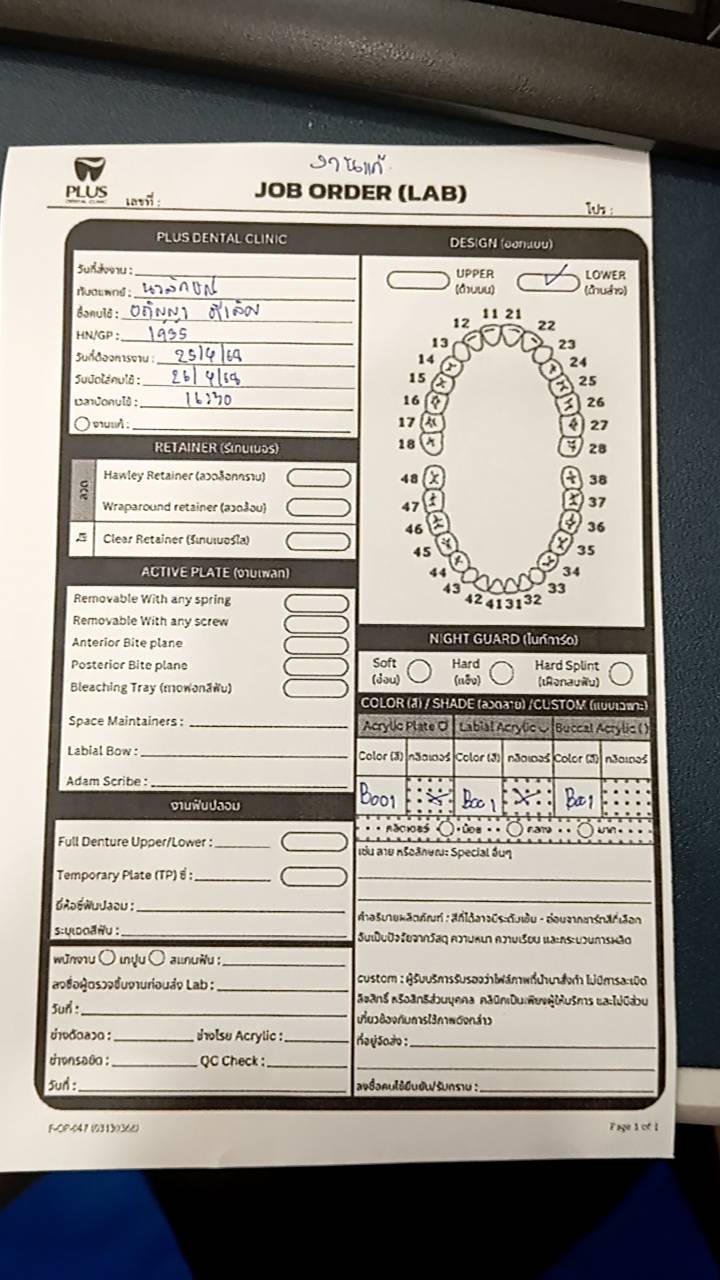 งานแก้
PLUS
DENTAL CLINIC
เลขที่ :
JOB ORDER (LAB)
โปร :
PLUS DENTAL CLINIC
วันที่ส่งงาน :
ทันตแพทย์ :
ชื่อคนไข้ :
HN/GP : 1955
วันที่ต้องการงาน : 25/4/68
วันนัดใส่คนไข้ : 26/4/68
เวลานัดคนไข้ : 16:30
งานแก้ :
RETAINER (รีเทนเนอร์)
ลวด
Hawley Retainer (ลวดล็อกกราม)
Wraparound retainer (ลวดล้อม)
ใส
Clear Retainer (รีเทนเนอร์ใส)
ACTIVE PLATE (งานเพลท)
Removable With any spring
Removable With any screw
Anterior Bite plane
Posterior Bite plane
Bleaching Tray (ถาดฟอกสีฟัน)
Space Maintainers :
Labial Bow :
Adam Scribe :
งานฟันปลอม
Full Denture Upper/Lower :
Temporary Plate (TP) ซี่ :
ยี่ห้อซี่ฟันปลอม :
ระบุเฉดสีฟัน :
พนักงาน เทปูน สแกนฟัน :
ลงชื่อผู้ตรวจชิ้นงานก่อนส่ง Lab :
วันที่ :
ช่างดัดลวด : ช่างโรย Acrylic :
ช่างกรอขัด : QC Check :
วันที่ :
DESIGN (ออกแบบ)
UPPER
(ด้านบน)
LOWER
(ด้านล่าง)
11 21
12 22
13 23
14 24
15 25
16 26
17 27
18 28
48 38
47 37
46 36
45 35
44 34
43 33
42 41 31 32
NIGHT GUARD (ไนท์การ์ด)
Soft
(อ่อน)
Hard
(แข็ง)
Hard Splint
(เฝือกสบฟัน)
COLOR (สี) / SHADE (ลวดลาย) /CUSTOM (แบบเฉพาะ)
Acrylic Plate Labial Acrylic Buccal Acrylic ( )
Color (สี) กลิตเตอร์ Color (สี) กลิตเตอร์ Color (สี) กลิตเตอร์
B001 B001 B001
กลิตเตอร์ น้อย กลาง มาก
เช่น ลาย หรือลักษณะ Special อื่นๆ
คำอธิบายผลิตภัณฑ์ : สีที่ได้อาจมีระดับเข้ม - อ่อนจากชาร์ทสีที่เลือก
อันเป็นปัจจัยจากวัสดุ ความหนา ความเรียบ และกระบวนการผลิต
custom : ผู้รับบริการรับรองว่าไฟล์ภาพที่นำมาสั่งทำ ไม่มีการละเมิด
ลิขสิทธิ์ หรือสิทธิส่วนบุคคล คลินิกเป็นเพียงผู้ให้บริการ และไม่มีส่วน
เกี่ยวข้องกับการใช้ภาพดังกล่าว
ที่อยู่จัดส่ง :
ลงชื่อคนไข้ยืนยัน/รับทราบ :
Page 1 of 1